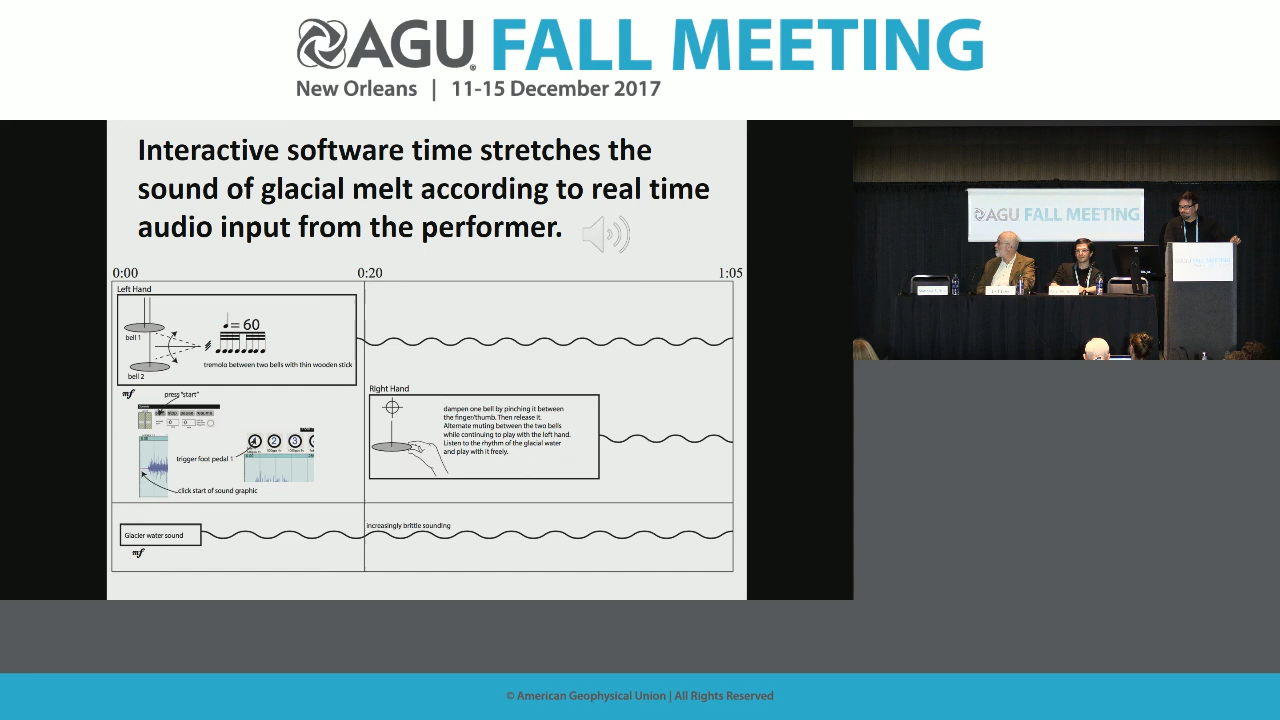 AGU FALL MEETING
New Orleans | 11-15 December 2017
Interactive software time stretches the
sound of glacial melt according to real time
audio input from the performer.
0:00
0:20
1:05
Left Hand
bell 1
bell 2
= 60
tremolo between two bells with thin wooden stick
mf
press "start"
trigger foot pedal 1
1 2 3
click start of sound graphic
Right Hand
dampen one bell by pinching it between
the finger/thumb. Then release it.
Alternate muting between the two bells
while continuing to play with the left hand.
Listen to the rhythm of the glacial water
and play with it freely.
Glacier water sound
mf
increasingly brittle sounding
AGU FALL MEETING
AGU FALL MEETING
© American Geophysical Union | All Rights Reserved